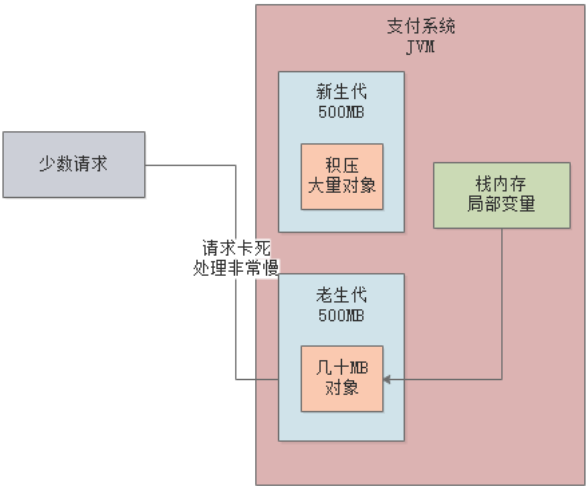 支付系统
JVM
新生代
500MB
积压
大量对象
少数请求
栈内存
局部变量
请求卡死
处理非常慢
老生代
500MB
几十MB
对象